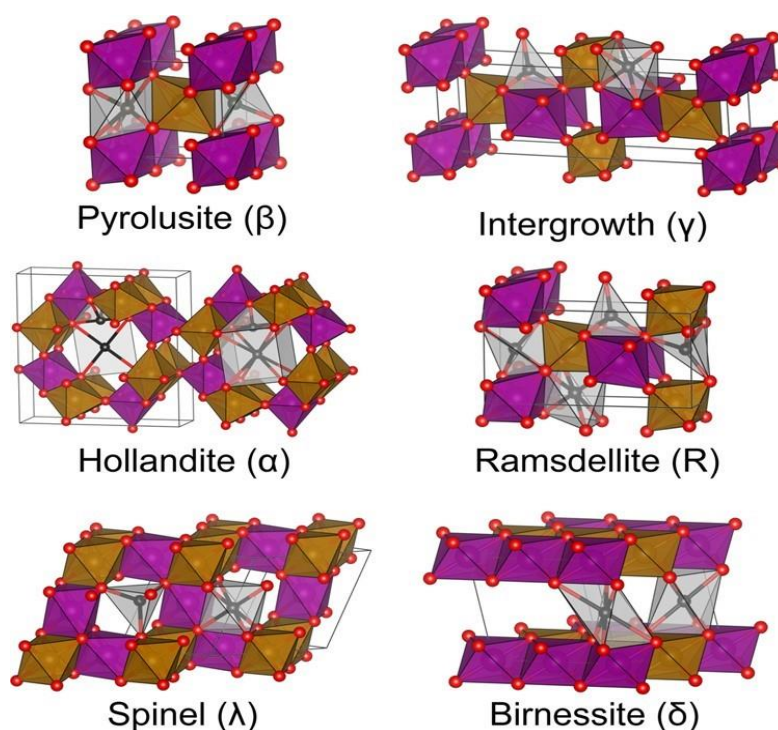 Pyrolusite (β)
Intergrowth (γ)
Hollandite (α)
Ramsdellite (R)
Spinel (λ)
Birnessite (δ)